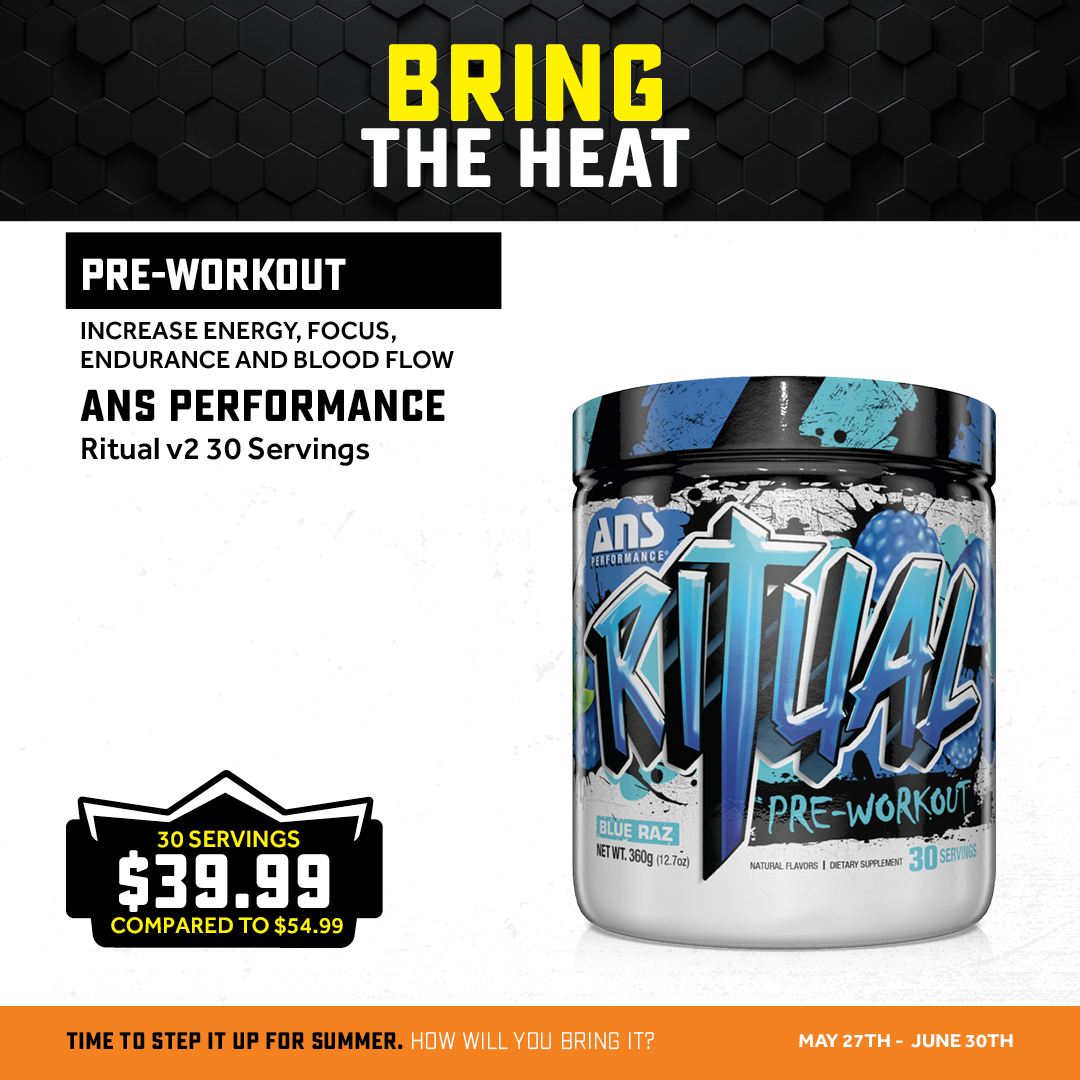 BRING
THE HEAT
PRE-WORKOUT
INCREASE ENERGY, FOCUS,
ENDURANCE AND BLOOD FLOW
ANS PERFORMANCE
Ritual v2 30 Servings
ANS
PERFORMANCE®
RITUAL
PRE-WORKOUT
BLUE RAZ
NET WT. 360g (12.7oz)
NATURAL FLAVORS | DIETARY SUPPLEMENT 30 SERVINGS
30 SERVINGS
$39.99
COMPARED TO $54.99
TIME TO STEP IT UP FOR SUMMER. HOW WILL YOU BRING IT?
MAY 27TH - JUNE 30TH